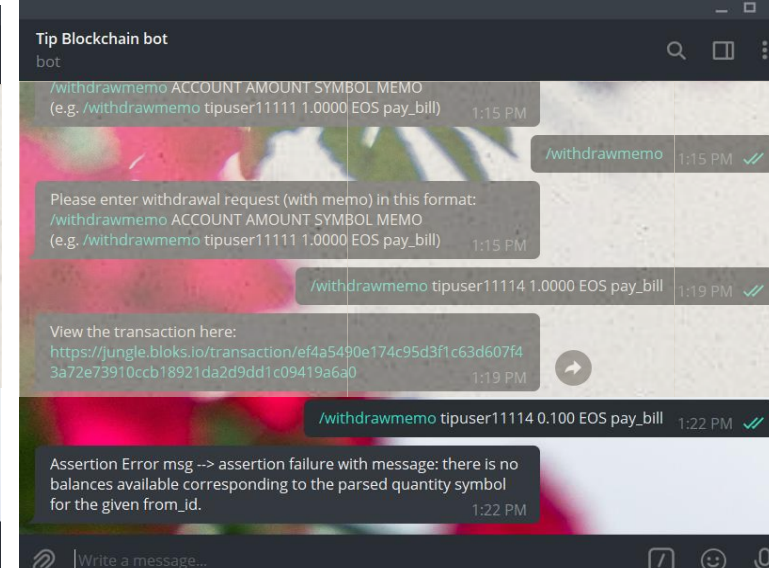 Tip Blockchain bot
bot
/withdrawmemo ACCOUNT AMOUNT SYMBOL MEMO
(e.g. /withdrawmemo tipuser11111 1.0000 EOS pay_bill)
1:15 PM
/withdrawmemo
1:15 PM
Please enter withdrawal request (with memo) in this format:
/withdrawmemo ACCOUNT AMOUNT SYMBOL MEMO
(e.g. /withdrawmemo tipuser11111 1.0000 EOS pay_bill)
1:15 PM
/withdrawmemo tipuser11114 1.0000 EOS pay_bill
1:19 PM
View the transaction here:
https://jungle.bloks.io/transaction/ef4a5490e174c95d3f1c63d607f4
3a72e73910ccb18921da2d9dd1c09419a6a0
1:19 PM
/withdrawmemo tipuser11114 0.100 EOS pay_bill
1:22 PM
Assertion Error msg --> assertion failure with message: there is no
balances available corresponding to the parsed quantity symbol
for the given from_id.
1:22 PM
Write a message...